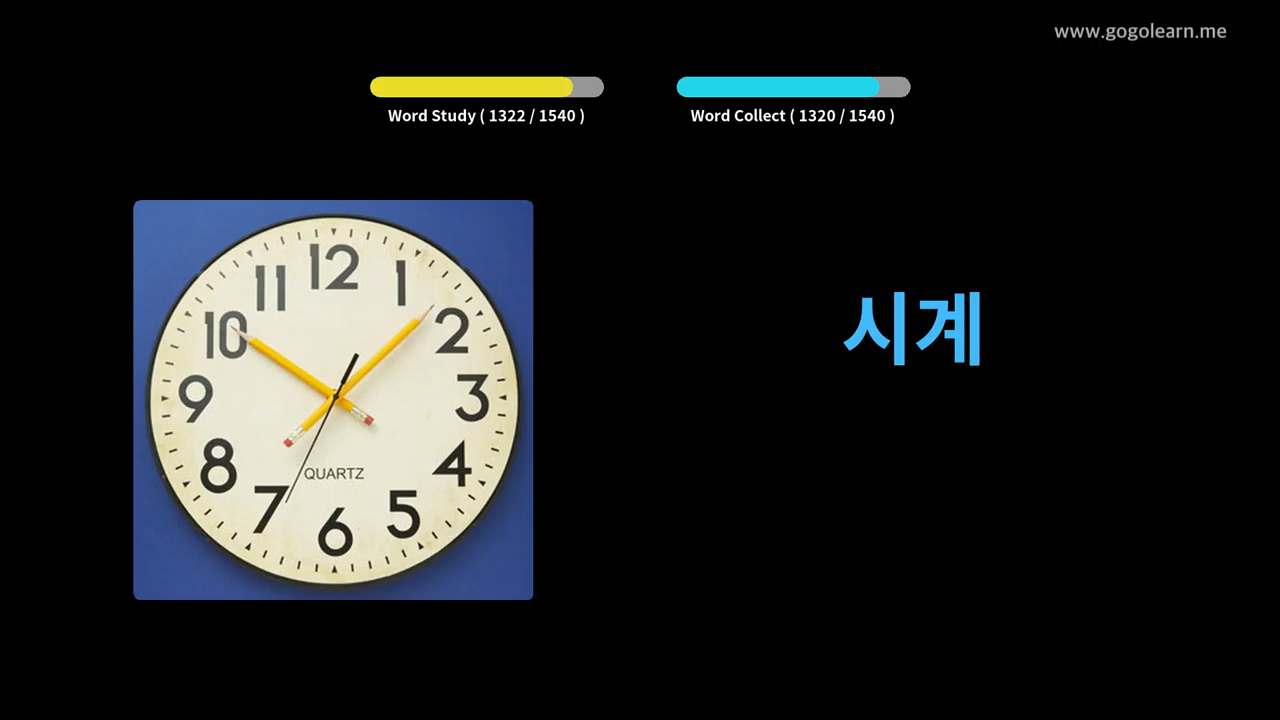 www.gogolearn.me
Word Study ( 1322 / 1540 )
Word Collect ( 1320 / 1540 )
12
11
1
10
2
9
3
8
4
7
5
6
QUARTZ
시계